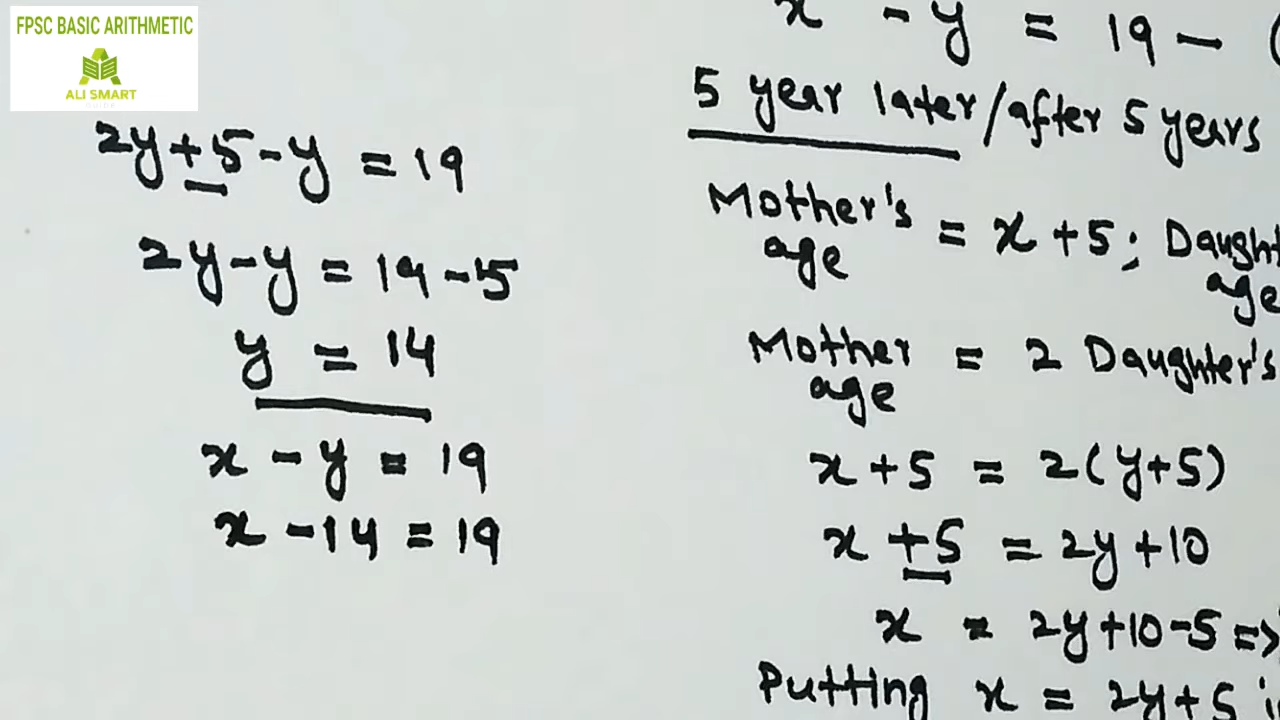 FPSC BASIC ARITHMETIC
ALI SMART
2y+5-y = 19
2y-y = 19-5
y = 14
x - y = 19
x - 14 = 19
x - y = 19 — (
5 year later/after 5 years
Mother's age = x + 5; Daught age
Mother age = 2 Daughter's
x + 5 = 2(y+5)
x + 5 = 2y + 10
x = 2y+10-5 =>
Putting x = 2y+5 i